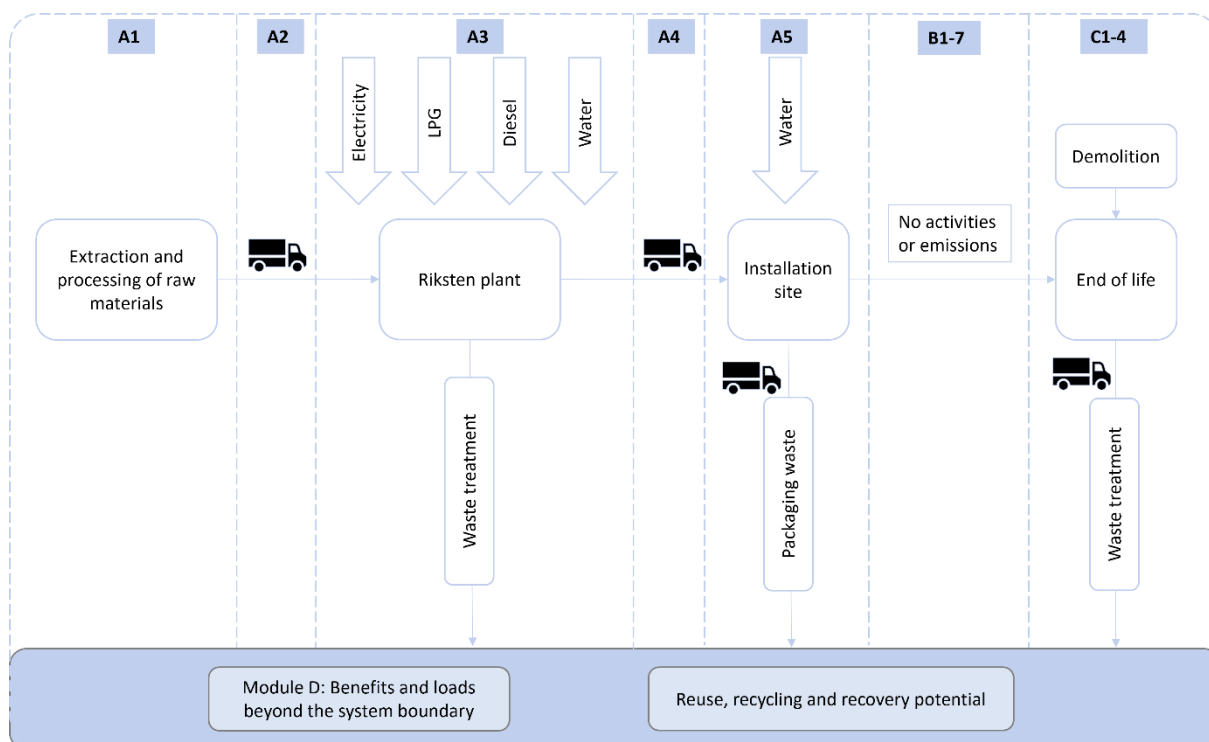 A1
A2
A3
A4
A5
B1-7
C1-4
Electricity
LPG
Diesel
Water
Water
Demolition
Extraction and
processing of raw
materials
Riksten plant
Installation
site
No activities
or emissions
End of life
Waste treatment
Packaging waste
Waste treatment
Module D: Benefits and loads
beyond the system boundary
Reuse, recycling and recovery potential